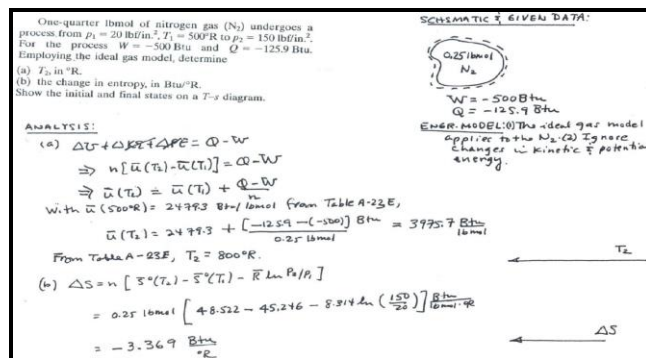 One-quarter lbmol of nitrogen gas (N₂) undergoes a
process from p₁ = 20 lbf/in.², T₁ = 500°R to p₂ = 150 lbf/in.²
For the process W = −500 Btu and Q = −125.9 Btu.
Employing the ideal gas model, determine
(a) T₂, in °R.
(b) the change in entropy, in Btu/°R.
Show the initial and final states on a T–s diagram.
SCHEMATIC & GIVEN DATA:
0.25 lbmol
N₂
W = −500 Btu
Q = −125.9 Btu
ENGR. MODEL: (1) The ideal gas model
applies to the N₂. (2) Ignore
changes in kinetic & potential
energy.
ANALYSIS:
(a) ΔU + ΔKE + ΔPE = Q − W
⇒ n[ū(T₂) − ū(T₁)] = Q − W
⇒ ū(T₂) = ū(T₁) + (Q − W)/n
With ū(500°R) = 2479.3 Btu/lbmol from Table A-23E,
ū(T₂) = 2479.3 + [−125.9 − (−500)] Btu / 0.25 lbmol = 3975.7 Btu/lbmol
From Table A-23E, T₂ = 800°R.
T₂
(b) ΔS = n [ s̄°(T₂) − s̄°(T₁) − R̄ ln P₂/P₁ ]
= 0.25 lbmol [ 48.522 − 45.246 − 8.314 ln (150/20) ] Btu/lbmol·°R
= −3.369 Btu/°R
ΔS